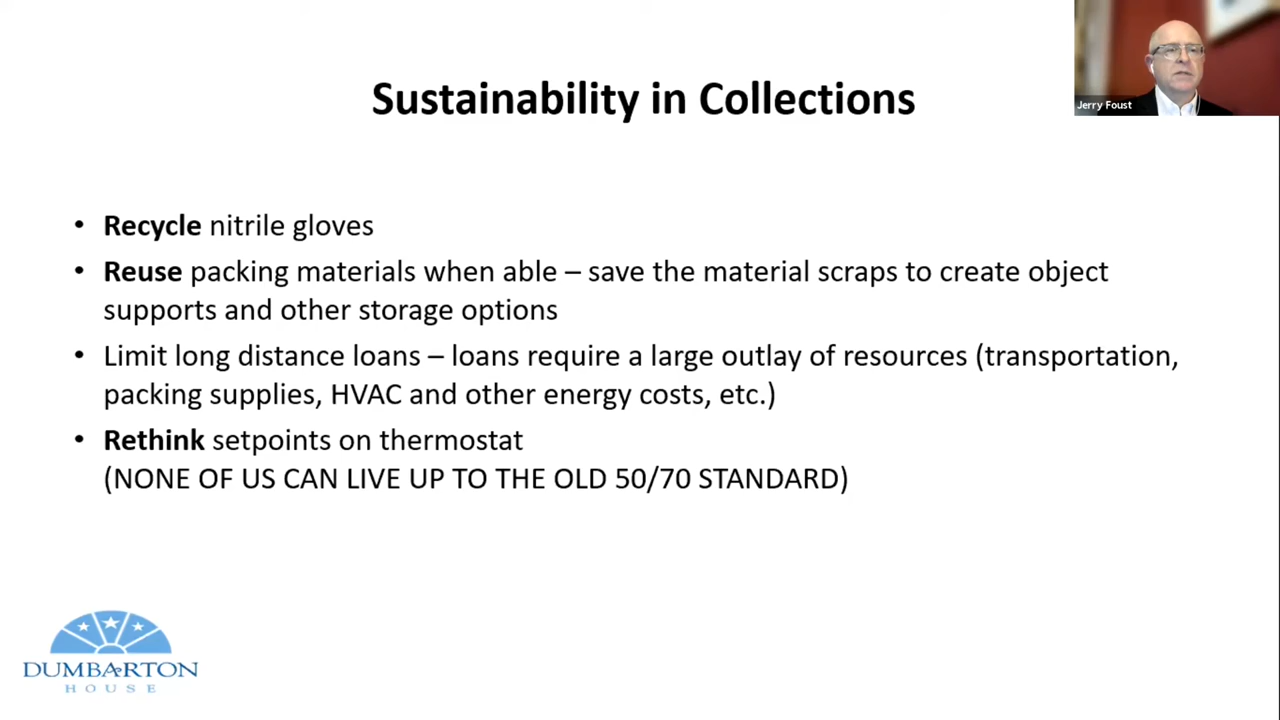 Sustainability in Collections
Jerry Foust
• Recycle nitrile gloves
• Reuse packing materials when able – save the material scraps to create object
supports and other storage options
• Limit long distance loans – loans require a large outlay of resources (transportation,
packing supplies, HVAC and other energy costs, etc.)
• Rethink setpoints on thermostat
(NONE OF US CAN LIVE UP TO THE OLD 50/70 STANDARD)
DUMBARTON
HOUSE